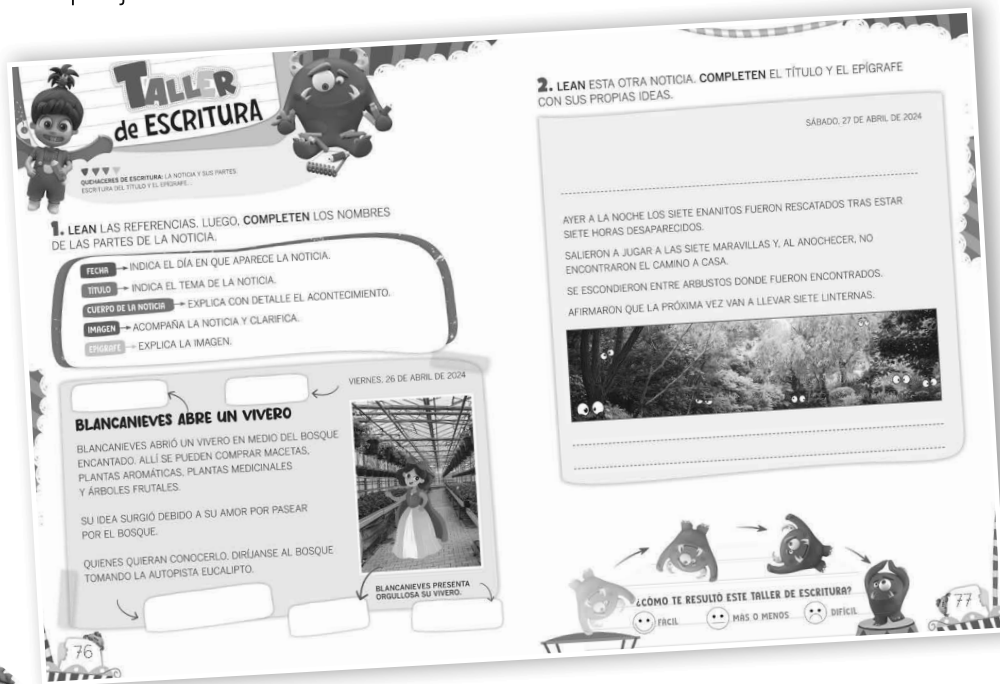 TALLER
de ESCRITURA
QUEHACERES DE ESCRITURA: LA NOTICIA Y SUS PARTES.
ESCRITURA DEL TÍTULO Y EL EPÍGRAFE.
1. LEAN LAS REFERENCIAS. LUEGO, COMPLETEN LOS NOMBRES
DE LAS PARTES DE LA NOTICIA.
FECHA INDICA EL DÍA EN QUE APARECE LA NOTICIA.
TÍTULO INDICA EL TEMA DE LA NOTICIA.
CUERPO DE LA NOTICIA EXPLICA CON DETALLE EL ACONTECIMIENTO.
IMAGEN ACOMPAÑA LA NOTICIA Y CLARIFICA.
EPÍGRAFE EXPLICA LA IMAGEN.
VIERNES, 26 DE ABRIL DE 2024
BLANCANIEVES ABRE UN VIVERO
BLANCANIEVES ABRIÓ UN VIVERO EN MEDIO DEL BOSQUE
ENCANTADO. ALLÍ SE PUEDEN COMPRAR MACETAS,
PLANTAS AROMÁTICAS, PLANTAS MEDICINALES
Y ÁRBOLES FRUTALES.
SU IDEA SURGIÓ DEBIDO A SU AMOR POR PASEAR
POR EL BOSQUE.
QUIENES QUIERAN CONOCERLO, DIRÍJANSE AL BOSQUE
TOMANDO LA AUTOPISTA EUCALIPTO.
BLANCANIEVES PRESENTA
ORGULLOSA SU VIVERO.
76
2. LEAN ESTA OTRA NOTICIA. COMPLETEN EL TÍTULO Y EL EPÍGRAFE
CON SUS PROPIAS IDEAS.
SÁBADO, 27 DE ABRIL DE 2024
AYER A LA NOCHE LOS SIETE ENANITOS FUERON RESCATADOS TRAS ESTAR
SIETE HORAS DESAPARECIDOS.
SALIERON A JUGAR A LAS SIETE MARAVILLAS Y, AL ANOCHECER, NO
ENCONTRARON EL CAMINO A CASA.
SE ESCONDIERON ENTRE ARBUSTOS DONDE FUERON ENCONTRADOS.
AFIRMARON QUE LA PRÓXIMA VEZ VAN A LLEVAR SIETE LINTERNAS.
¿CÓMO TE RESULTÓ ESTE TALLER DE ESCRITURA?
FÁCIL MÁS O MENOS DIFÍCIL
77